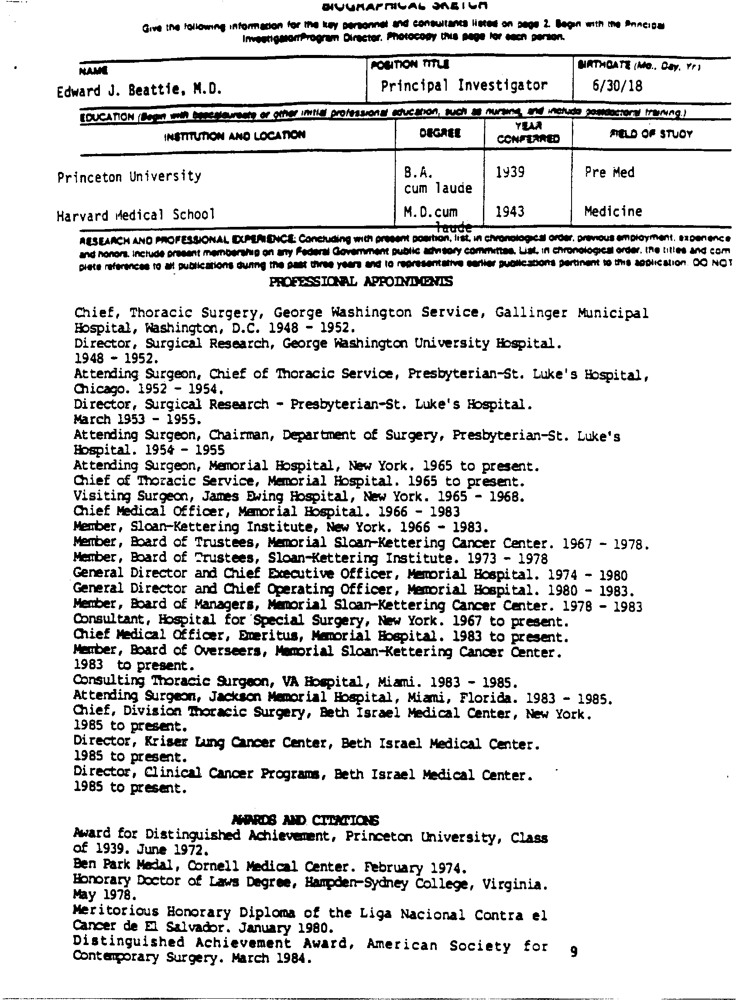 BIOGRAPHICAL SKETCH
Give the following information for the key personnel and consultants listed on page 2. Begin with the Principal
Investigator/Program Director. Photocopy this page for each person.
NAME
POSITION TITLE
BIRTHDATE (Mo., Day, Yr.)
Edward J. Beattie, M.D.
Principal Investigator
6/30/18
EDUCATION (Begin with baccalaureate or other initial professional education, such as nursing, and include postdoctoral training.)
INSTITUTION AND LOCATION
DEGREE
YEAR
CONFERRED
FIELD OF STUDY
Princeton University
B.A.
cum laude
1939
Pre Med
Harvard Medical School
M.D.cum
laude
1943
Medicine
RESEARCH AND PROFESSIONAL EXPERIENCE: Concluding with present position, list, in chronological order, previous employment, experience
and honors. Include present membership on any Federal Government public advisory committee. List, in chronological order, the titles and com
plete references to all publications during the past three years and to representative earlier publications pertinent to this application. DO NOT
PROFESSIONAL APPOINTMENTS
Chief, Thoracic Surgery, George Washington Service, Gallinger Municipal
Hospital, Washington, D.C. 1948 - 1952.
Director, Surgical Research, George Washington University Hospital.
1948 - 1952.
Attending Surgeon, Chief of Thoracic Service, Presbyterian-St. Luke's Hospital,
Chicago. 1952 - 1954.
Director, Surgical Research - Presbyterian-St. Luke's Hospital.
March 1953 - 1955.
Attending Surgeon, Chairman, Department of Surgery, Presbyterian-St. Luke's
Hospital. 1954 - 1955
Attending Surgeon, Memorial Hospital, New York. 1965 to present.
Chief of Thoracic Service, Memorial Hospital. 1965 to present.
Visiting Surgeon, James Ewing Hospital, New York. 1965 - 1968.
Chief Medical Officer, Memorial Hospital. 1966 - 1983
Member, Sloan-Kettering Institute, New York. 1966 - 1983.
Member, Board of Trustees, Memorial Sloan-Kettering Cancer Center. 1967 - 1978.
Member, Board of Trustees, Sloan-Kettering Institute. 1973 - 1978
General Director and Chief Executive Officer, Memorial Hospital. 1974 - 1980
General Director and Chief Operating Officer, Memorial Hospital. 1980 - 1983.
Member, Board of Managers, Memorial Sloan-Kettering Cancer Center. 1978 - 1983
Consultant, Hospital for Special Surgery, New York. 1967 to present.
Chief Medical Officer, Emeritus, Memorial Hospital. 1983 to present.
Member, Board of Overseers, Memorial Sloan-Kettering Cancer Center.
1983 to present.
Consulting Thoracic Surgeon, VA Hospital, Miami. 1983 - 1985.
Attending Surgeon, Jackson Memorial Hospital, Miami, Florida. 1983 - 1985.
Chief, Division Thoracic Surgery, Beth Israel Medical Center, New York.
1985 to present.
Director, Kriser Lung Cancer Center, Beth Israel Medical Center.
1985 to present.
Director, Clinical Cancer Programs, Beth Israel Medical Center.
1985 to present.
AWARDS AND CITATIONS
Award for Distinguished Achievement, Princeton University, Class
of 1939. June 1972.
Ben Park Medal, Cornell Medical Center. February 1974.
Honorary Doctor of Laws Degree, Hampden-Sydney College, Virginia.
May 1978.
Meritorious Honorary Diploma of the Liga Nacional Contra el
Cancer de El Salvador. January 1980.
Distinguished Achievement Award, American Society for
Contemporary Surgery. March 1984.
9